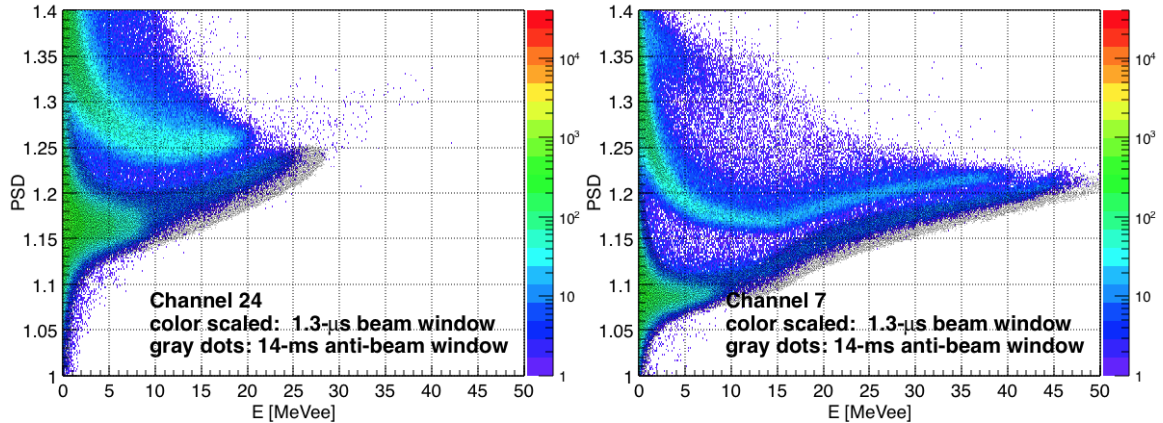 1.4
1.35
1.3
1.25
1.2
1.15
1.1
1.05
1
PSD
0 5 10 15 20 25 30 35 40 45 50
E [MeVee]
10⁴
10³
10²
10
1
Channel 24
color scaled: 1.3-μs beam window
gray dots: 14-ms anti-beam window
1.4
1.35
1.3
1.25
1.2
1.15
1.1
1.05
1
PSD
0 5 10 15 20 25 30 35 40 45 50
E [MeVee]
10⁴
10³
10²
10
1
Channel 7
color scaled: 1.3-μs beam window
gray dots: 14-ms anti-beam window